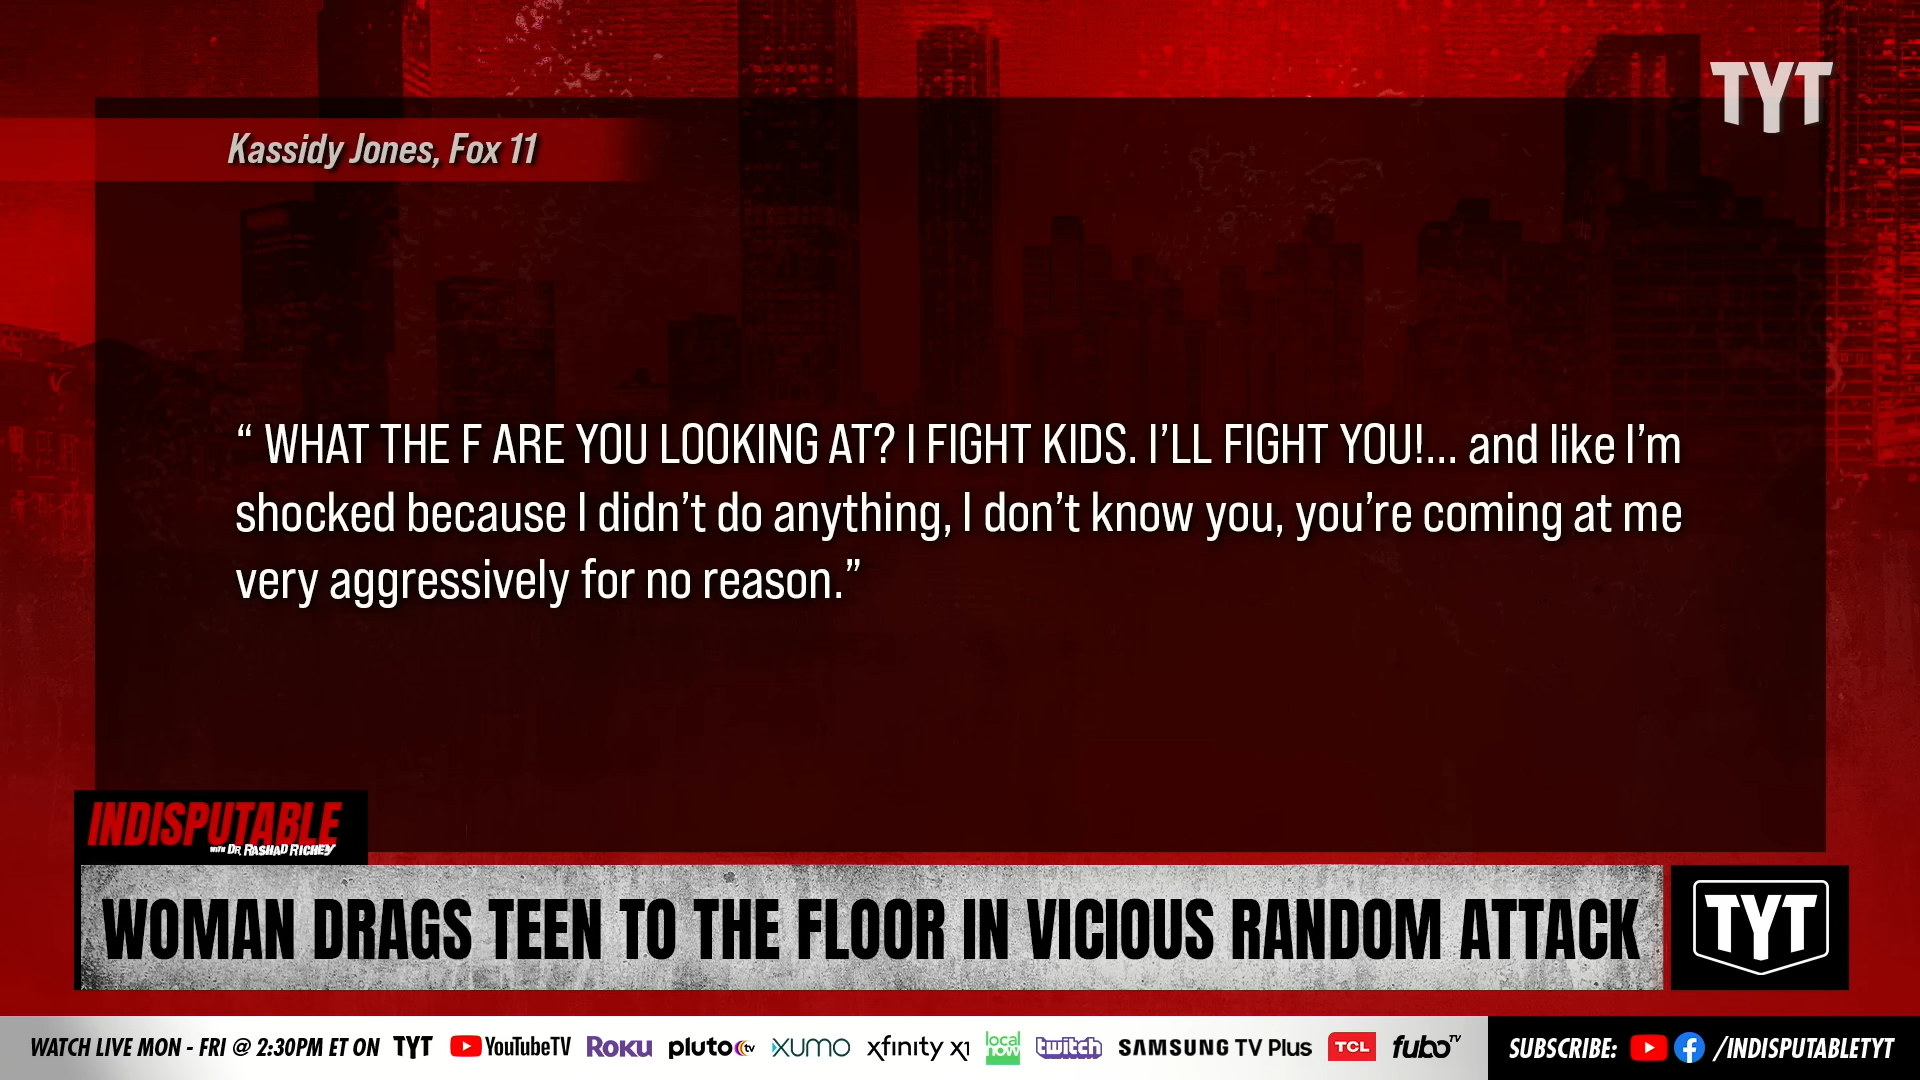 TYT
Kassidy Jones, Fox 11
“ WHAT THE F ARE YOU LOOKING AT? I FIGHT KIDS. I’LL FIGHT YOU!... and like I’m
shocked because I didn’t do anything, I don’t know you, you’re coming at me
very aggressively for no reason.”
INDISPUTABLE
WITH DR. RASHAD RICHEY
WOMAN DRAGS TEEN TO THE FLOOR IN VICIOUS RANDOM ATTACK
TYT
WATCH LIVE MON - FRI @ 2:30PM ET ON TYT YouTubeTV ROKU pluto tv XUMO xfinity x1 local now twitch SAMSUNG TV Plus TCL fubo TV SUBSCRIBE: /INDISPUTABLETYT